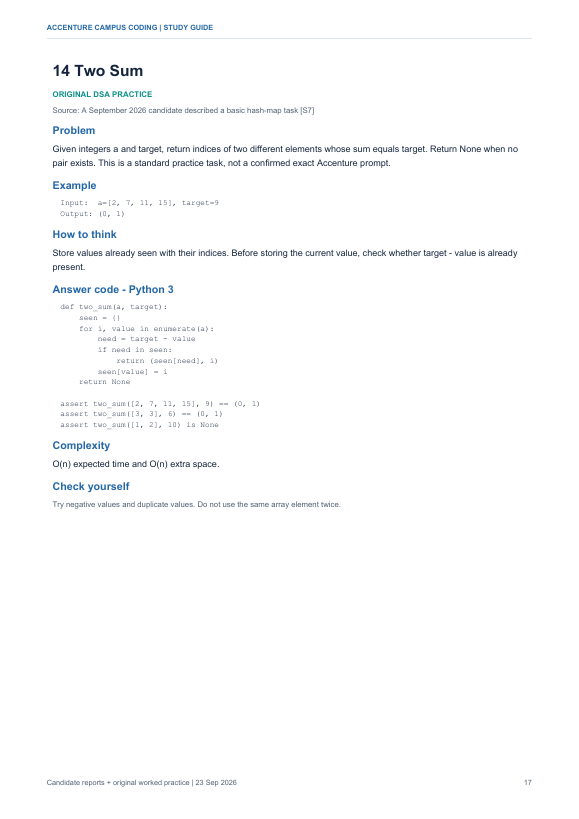 ACCENTURE CAMPUS CODING | STUDY GUIDE
14 Two Sum
ORIGINAL DSA PRACTICE
Source: A September 2026 candidate described a basic hash-map task [S7]
Problem
Given integers a and target, return indices of two different elements whose sum equals target. Return None when no
pair exists. This is a standard practice task, not a confirmed exact Accenture prompt.
Example
Input:  a=[2, 7, 11, 15], target=9
Output: (0, 1)
How to think
Store values already seen with their indices. Before storing the current value, check whether target - value is already
present.
Answer code - Python 3
def two_sum(a, target):
    seen = {}
    for i, value in enumerate(a):
        need = target - value
        if need in seen:
            return (seen[need], i)
        seen[value] = i
    return None
assert two_sum([2, 7, 11, 15], 9) == (0, 1)
assert two_sum([3, 3], 6) == (0, 1)
assert two_sum([1, 2], 10) is None
Complexity
O(n) expected time and O(n) extra space.
Check yourself
Try negative values and duplicate values. Do not use the same array element twice.
Candidate reports + original worked practice | 23 Sep 2026
17